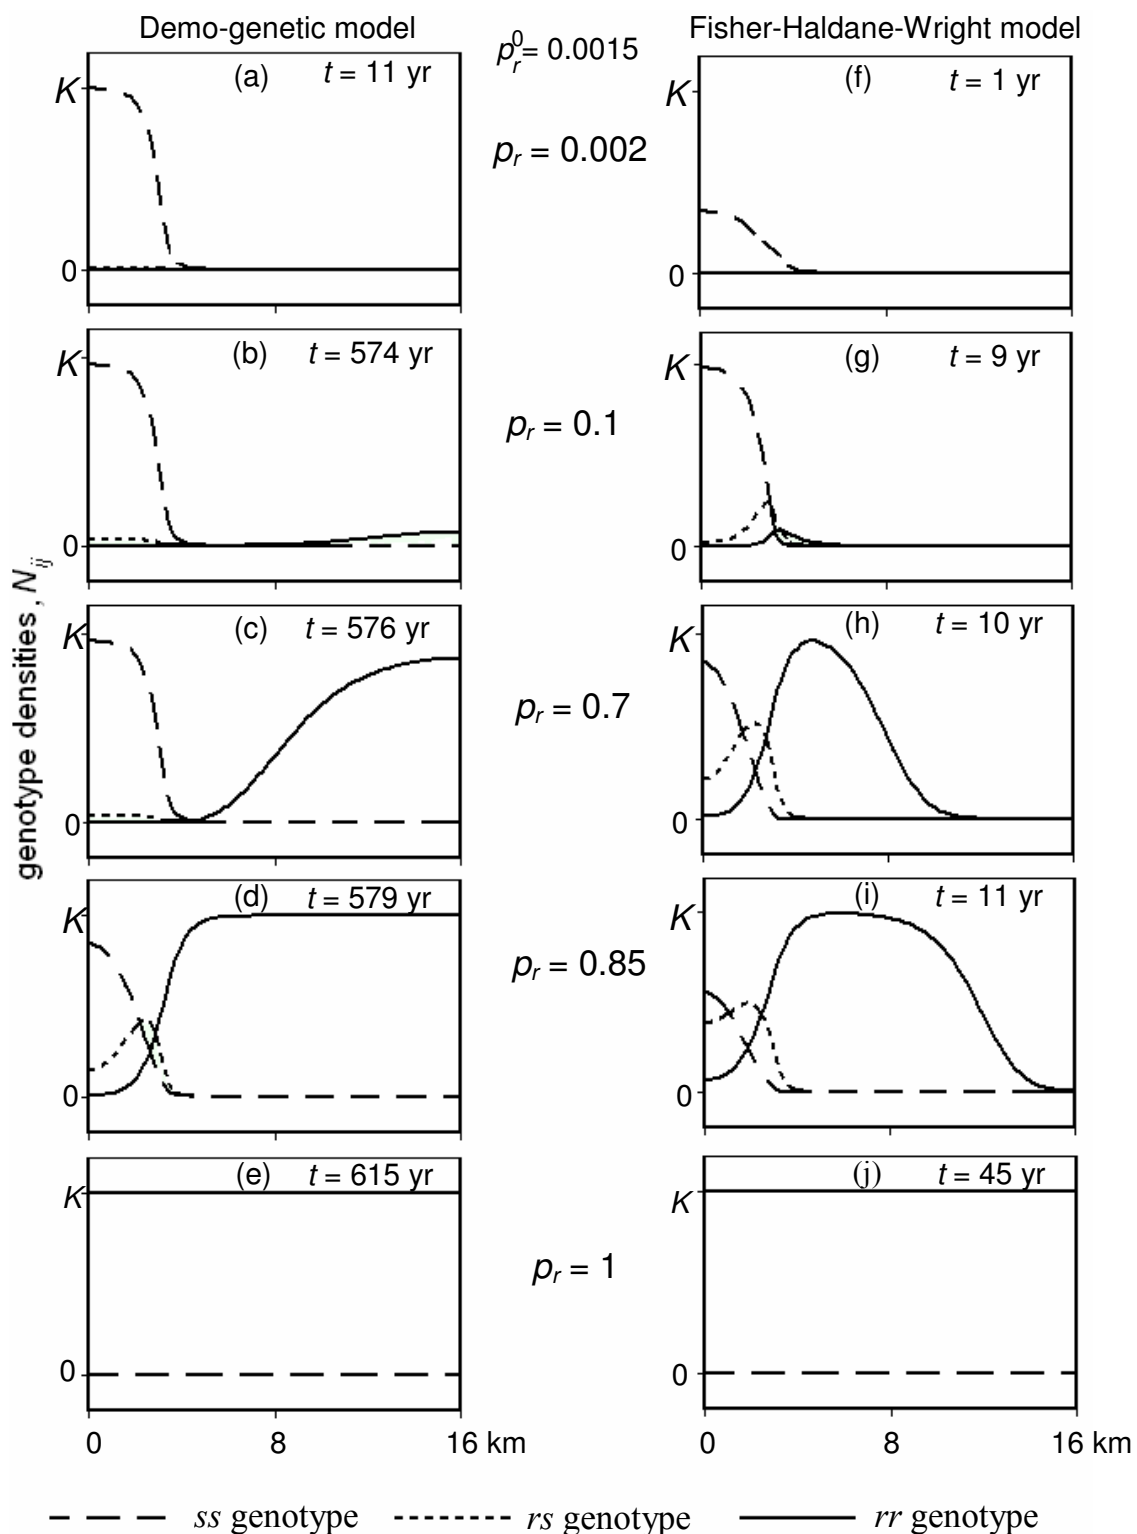 Demo-genetic model
Fisher-Haldane-Wright model
p_r^0 = 0.0015
(a) t = 11 yr
K
0
p_r = 0.002
(f) t = 1 yr
K
0
(b) t = 574 yr
K
0
p_r = 0.1
(g) t = 9 yr
K
0
(c) t = 576 yr
K
0
p_r = 0.7
(h) t = 10 yr
K
0
(d) t = 579 yr
K
0
p_r = 0.85
(i) t = 11 yr
K
0
(e) t = 615 yr
K
0
p_r = 1
(j) t = 45 yr
K
0
genotype densities, N_ij
0 8 16 km
0 8 16 km
ss genotype rs genotype rr genotype